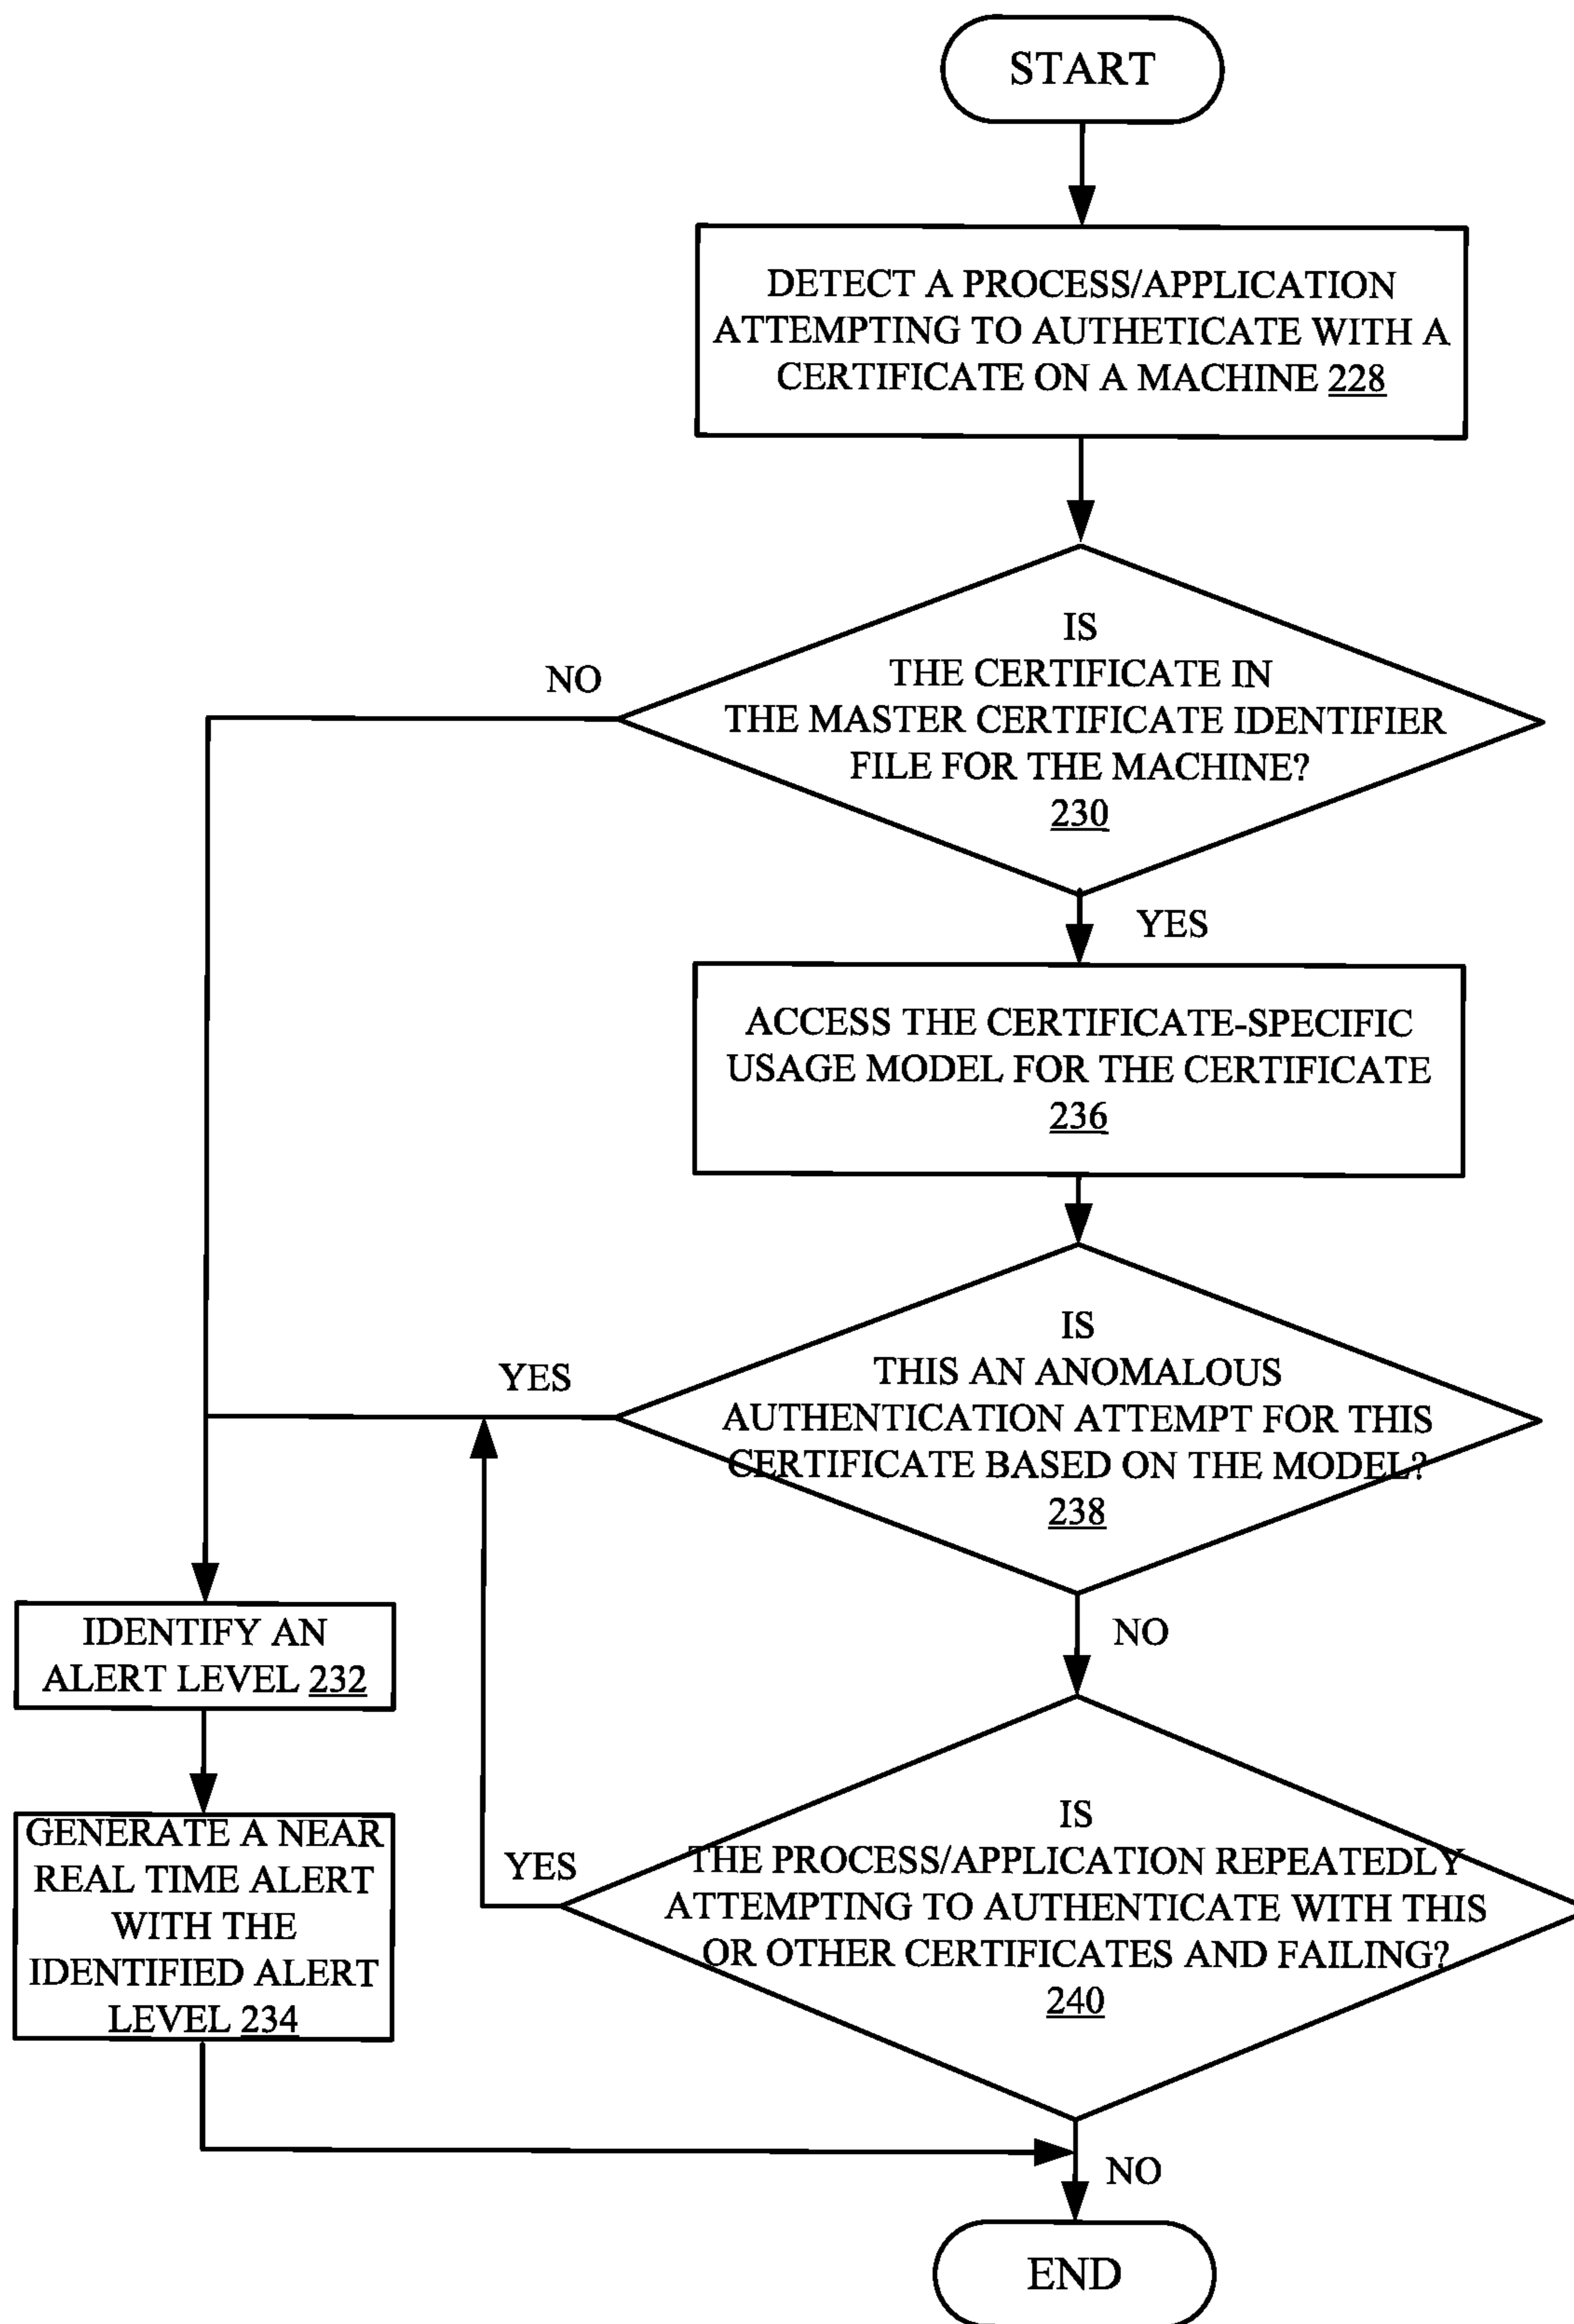 START
DETECT A PROCESS/APPLICATION
ATTEMPTING TO AUTHETICATE WITH A
CERTIFICATE ON A MACHINE 228
IS
THE CERTIFICATE IN
THE MASTER CERTIFICATE IDENTIFIER
FILE FOR THE MACHINE?
230
NO
YES
ACCESS THE CERTIFICATE-SPECIFIC
USAGE MODEL FOR THE CERTIFICATE
236
IS
THIS AN ANOMALOUS
AUTHENTICATION ATTEMPT FOR THIS
CERTIFICATE BASED ON THE MODEL?
238
YES
NO
IDENTIFY AN
ALERT LEVEL 232
GENERATE A NEAR
REAL TIME ALERT
WITH THE
IDENTIFIED ALERT
LEVEL 234
IS
THE PROCESS/APPLICATION REPEATEDLY
ATTEMPTING TO AUTHENTICATE WITH THIS
OR OTHER CERTIFICATES AND FAILING?
240
YES
NO
END